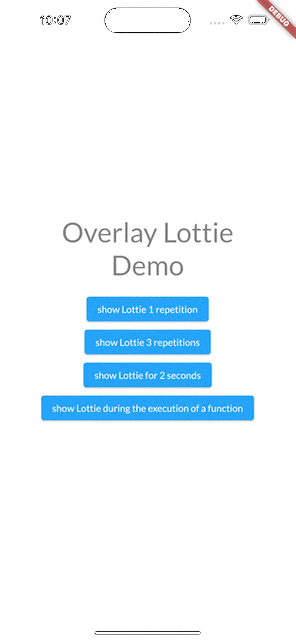 10:07
DEBUG
Overlay Lottie
Demo
show Lottie 1 repetition
show Lottie 3 repetitions
show Lottie for 2 seconds
show Lottie during the execution of a function